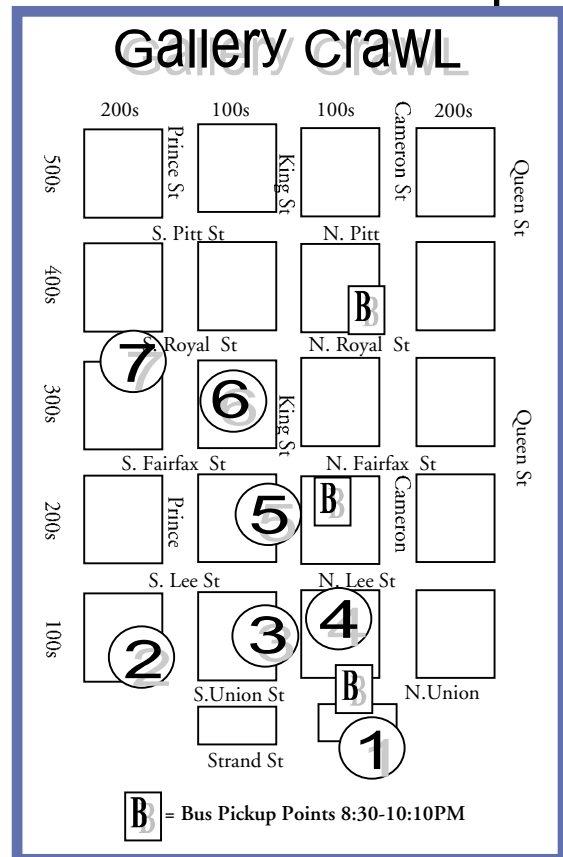 Gallery Crawl
200s 100s 100s 200s
Prince St
King St
Cameron St
Queen St
500s
S. Pitt St N. Pitt
400s
B
S. Royal St N. Royal St
7
6
300s
King St
Queen St
S. Fairfax St N. Fairfax St
B
5
200s
Prince
Cameron
S. Lee St N. Lee St
4
3
2
100s
B
S.Union St N.Union
1
Strand St
B = Bus Pickup Points 8:30-10:10PM